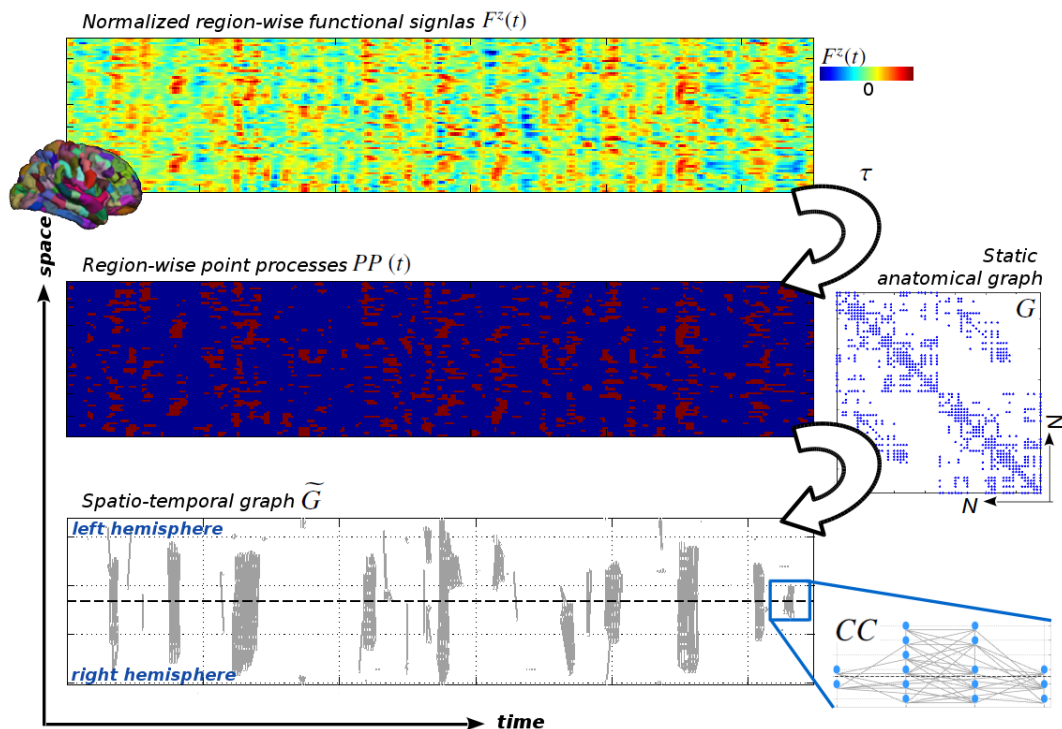 Normalized region-wise functional signlas F^z(t)
F^z(t)
0
τ
space
Region-wise point processes PP (t)
Static
anatomical graph
G
N
N
Spatio-temporal graph G̃
left hemisphere
right hemisphere
CC
time